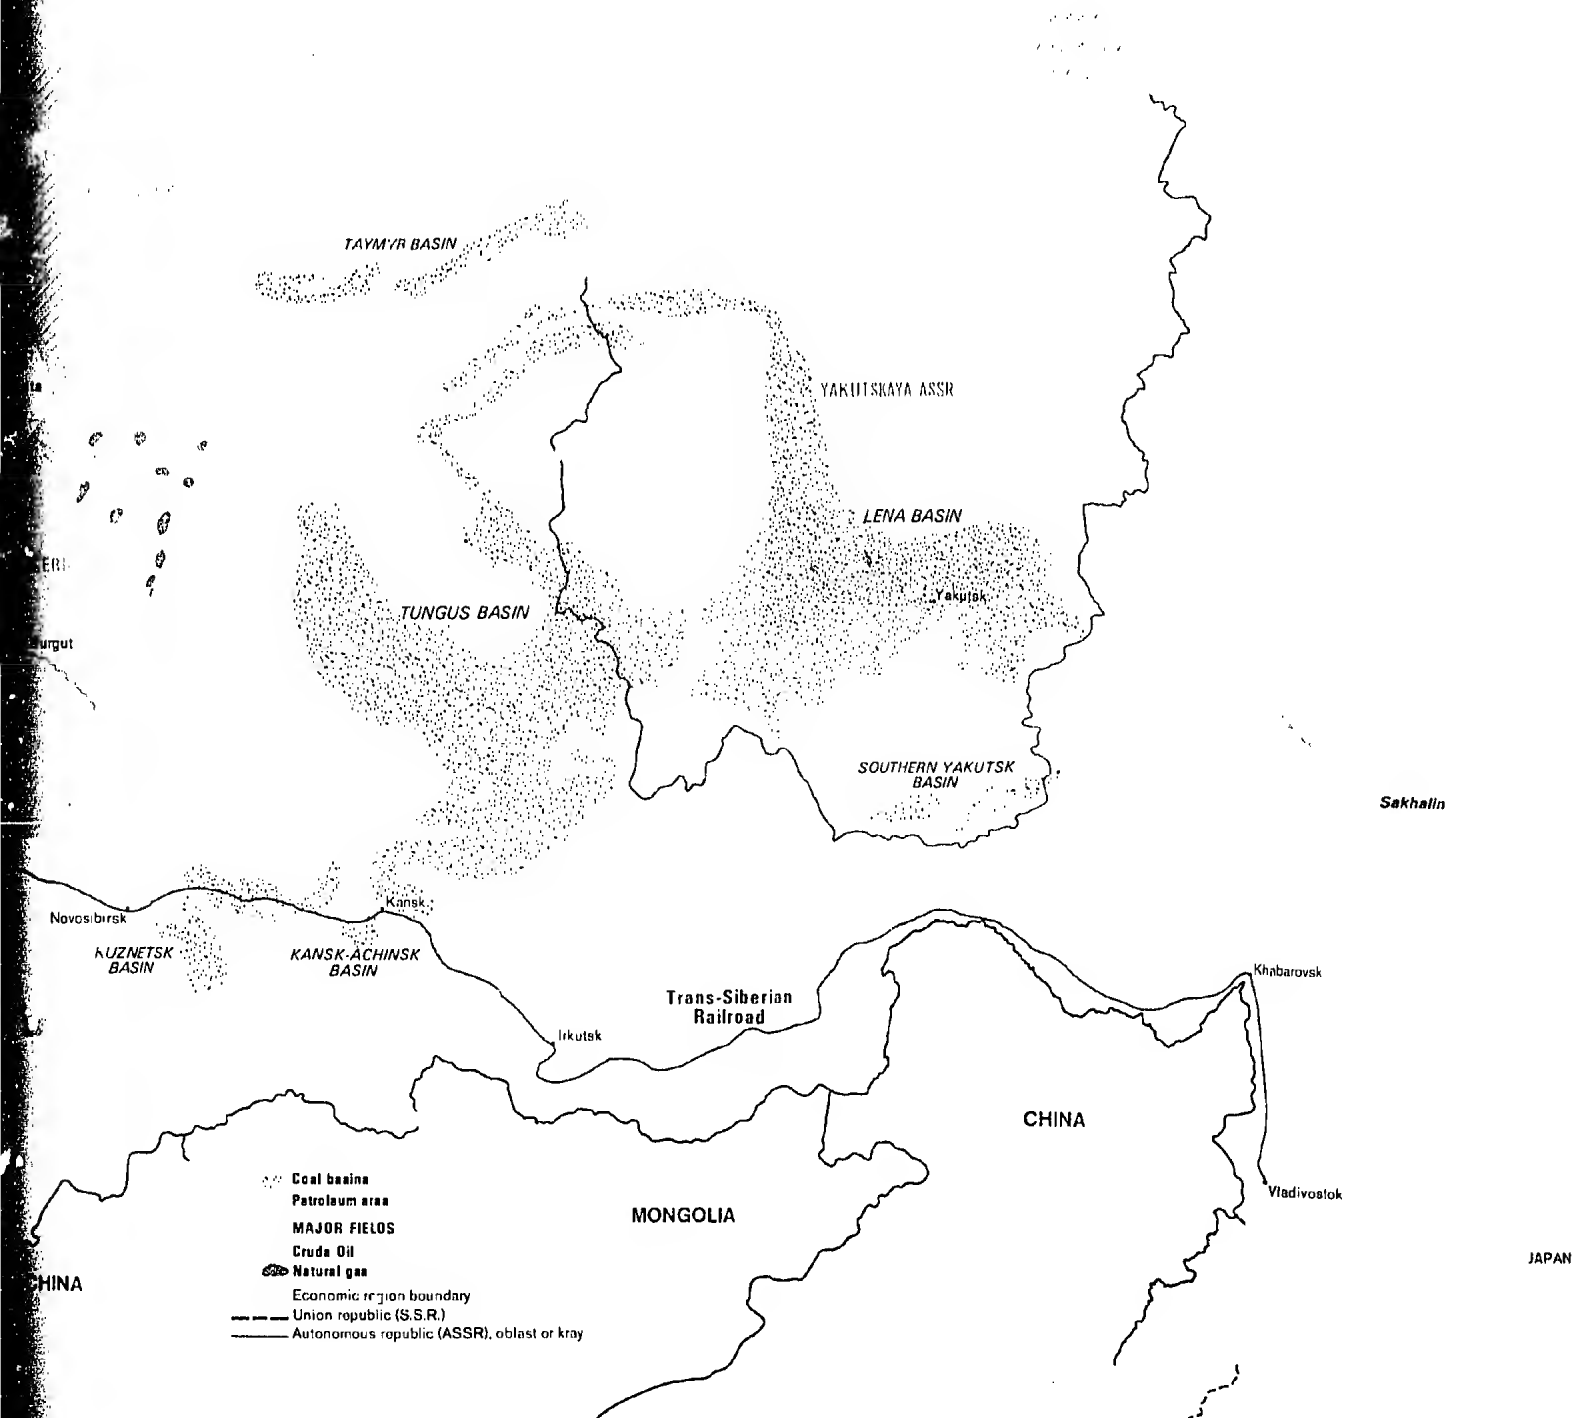 TAYMYR BASIN
YAKUTSKAYA ASSR
LENA BASIN
Yakutsk
TUNGUS BASIN
urgut
SOUTHERN YAKUTSK
BASIN
Sakhalin
Kansk
Novosibirsk
KUZNETSK
BASIN
KANSK-ACHINSK
BASIN
Khabarovsk
Trans-Siberian
Railroad
Irkutsk
CHINA
Coal basins
Petroleum area
Vladivostok
MONGOLIA
MAJOR FIELDS
Crude Oil
JAPAN
Natural gas
CHINA
Economic region boundary
Union republic (S.S.R.)
Autonomous republic (ASSR), oblast or kray